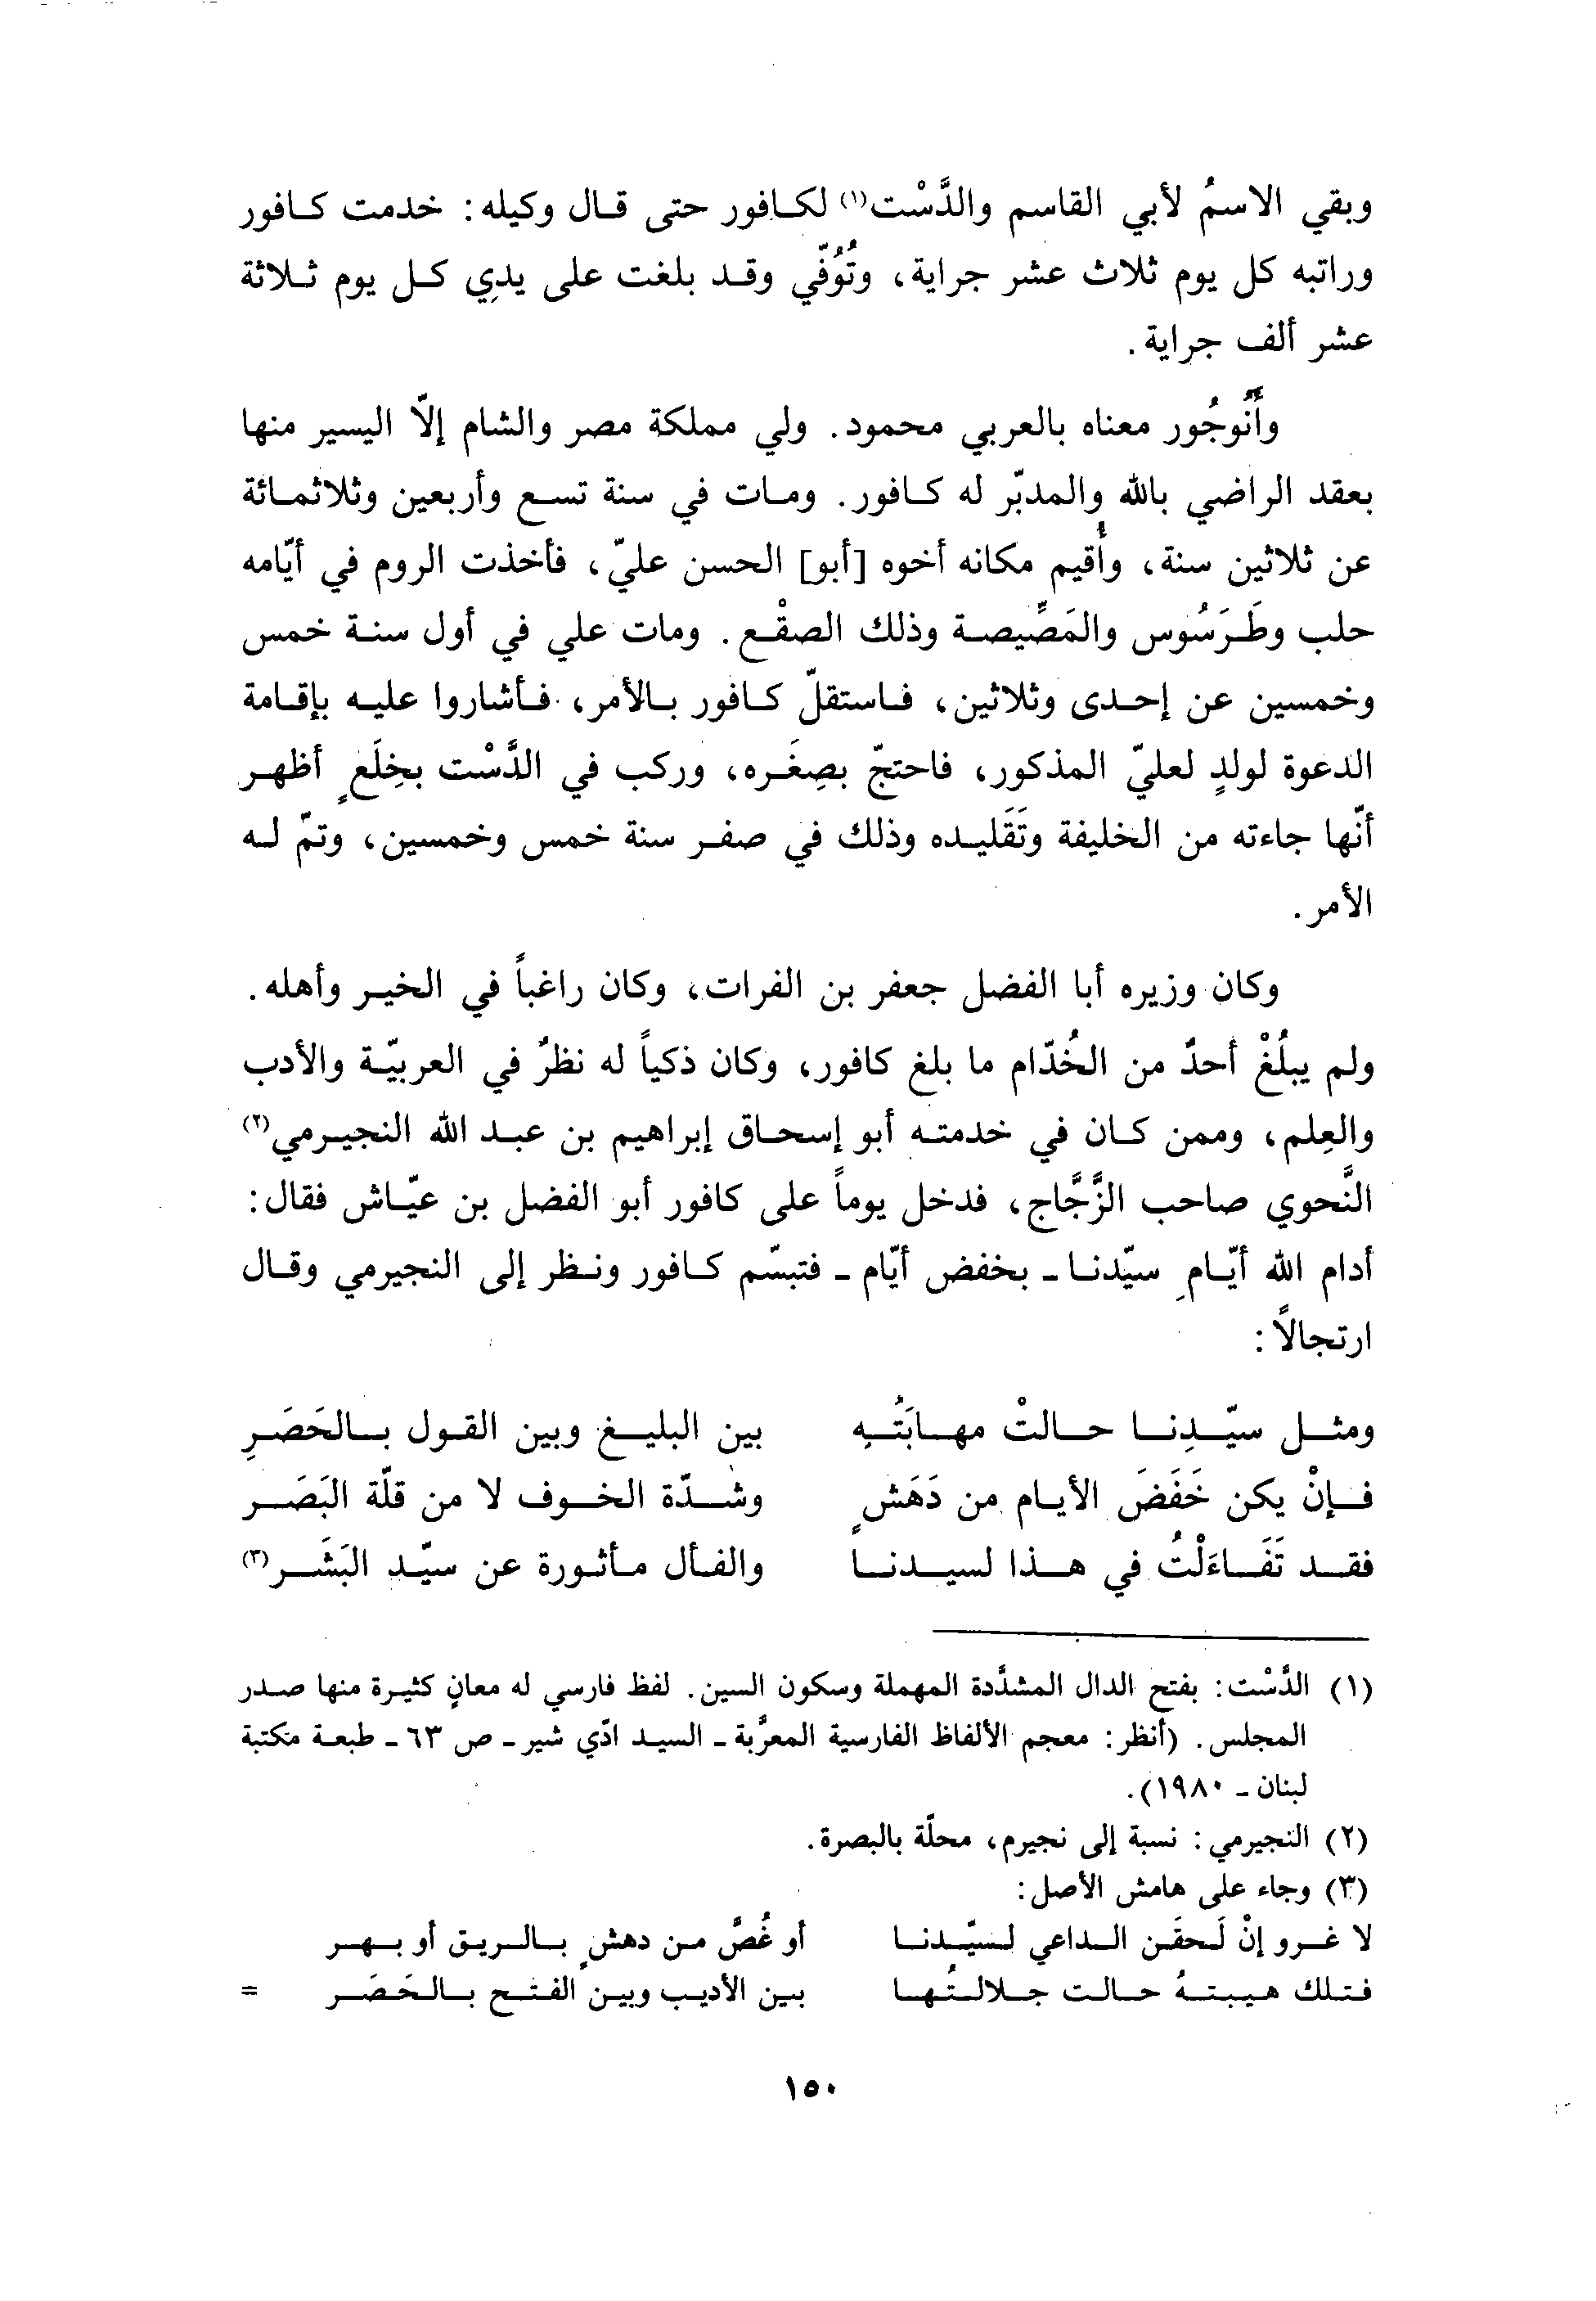 وبقي الاسمُ لأبي القاسم والدَّسْت(١) لكافور حتى قال وكيله: خدمت كافور
وراتبه كل يوم ثلاث عشر جراية، وتُوُفّي وقد بلغت على يدِي كل يوم ثلاثة
عشر ألف جراية.
وأَنُوجُور معناه بالعربي محمود. ولي مملكة مصر والشام إلّا اليسير منها
بعقد الراضي بالله والمدبّر له كافور. ومات في سنة تسع وأربعين وثلاثمائة
عن ثلاثين سنة، وأُقيم مكانه أخوه [أبو] الحسن عليّ، فأخذت الروم في أيّامه
حلب وطَرَسُوس والمَصِّيصة وذلك الصقْع. ومات علي في أول سنة خمس
وخمسين عن إحدى وثلاثين، فاستقلّ كافور بالأمر، فأشاروا عليه بإقامة
الدعوة لولدٍ لعليّ المذكور، فاحتجّ بصِغَره، وركب في الدَّسْت بخِلَعٍ أظهر
أنّها جاءته من الخليفة وتَقَليده وذلك في صفر سنة خمس وخمسين، وتمّ له
الأمر.
وكان وزيره أبا الفضل جعفر بن الفرات، وكان راغباً في الخير وأهله.
ولم يبلُغْ أحدٌ من الخُدّام ما بلغ كافور، وكان ذكياً له نظرٌ في العربيّة والأدب
والعِلم، وممن كان في خدمته أبو إسحاق إبراهيم بن عبد الله النجيرمي(٢)
النَّحوي صاحب الزَّجَّاج، فدخل يوماً على كافور أبو الفضل بن عيّاش فقال:
أدام الله أيّامِ سيّدنا ـ بخفض أيّام ـ فتبسّم كافور ونظر إلى النجيرمي وقال
ارتجالاً:
ومثل سيّدِنا حالتْ مهابَتُهِ بين البليغ وبين القول بالحَصَرِ
فإنْ يكن خَفَضَ الأيام من دَهَشٍ وشدّة الخوف لا من قلّة البَصَر
فقد تَفَاءَلْتُ في هذا لسيدنا والفأل مأثورة عن سيّد البَشَر(٣)
(١) الدَّسْت: بفتح الدال المشدَّدة المهملة وسكون السين. لفظ فارسي له معانٍ كثيرة منها صدر
المجلس. (أنظر: معجم الألفاظ الفارسية المعرَّبة ـ السيد ادّي شير ـ ص ٦٣ ـ طبعة مكتبة
لبنان ـ ١٩٨٠).
(٢) النجيرمي: نسبة إلى نجيرم، محلّة بالبصرة.
(٣) وجاء على هامش الأصل:
لا غرو إنْ لَحقَن الداعي لسيّدنا أو غُصَّ من دهشٍ بالريق أو بهر
فتلك هيبتهُ حالت جلالتُها بين الأديب وبين الفتح بالحَصَر =
١٥٠